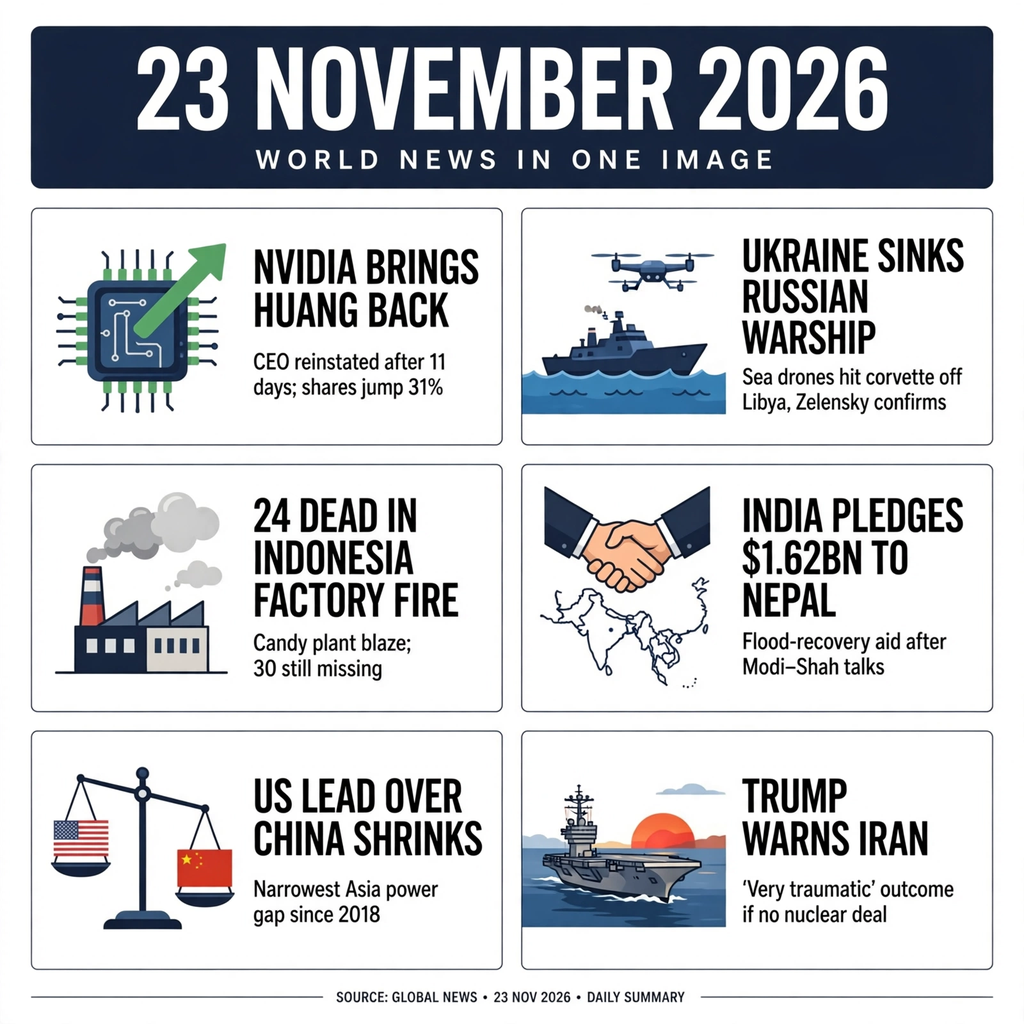 23 NOVEMBER 2026
WORLD NEWS IN ONE IMAGE
NVIDIA BRINGS
HUANG BACK
CEO reinstated after 11
days; shares jump 31%
UKRAINE SINKS
RUSSIAN
WARSHIP
Sea drones hit corvette off
Libya, Zelensky confirms
24 DEAD IN
INDONESIA
FACTORY FIRE
Candy plant blaze;
30 still missing
INDIA PLEDGES
$1.62BN TO
NEPAL
Flood-recovery aid after
Modi–Shah talks
US LEAD OVER
CHINA SHRINKS
Narrowest Asia power
gap since 2018
TRUMP
WARNS IRAN
‘Very traumatic’ outcome
if no nuclear deal
SOURCE: GLOBAL NEWS • 23 NOV 2026 • DAILY SUMMARY